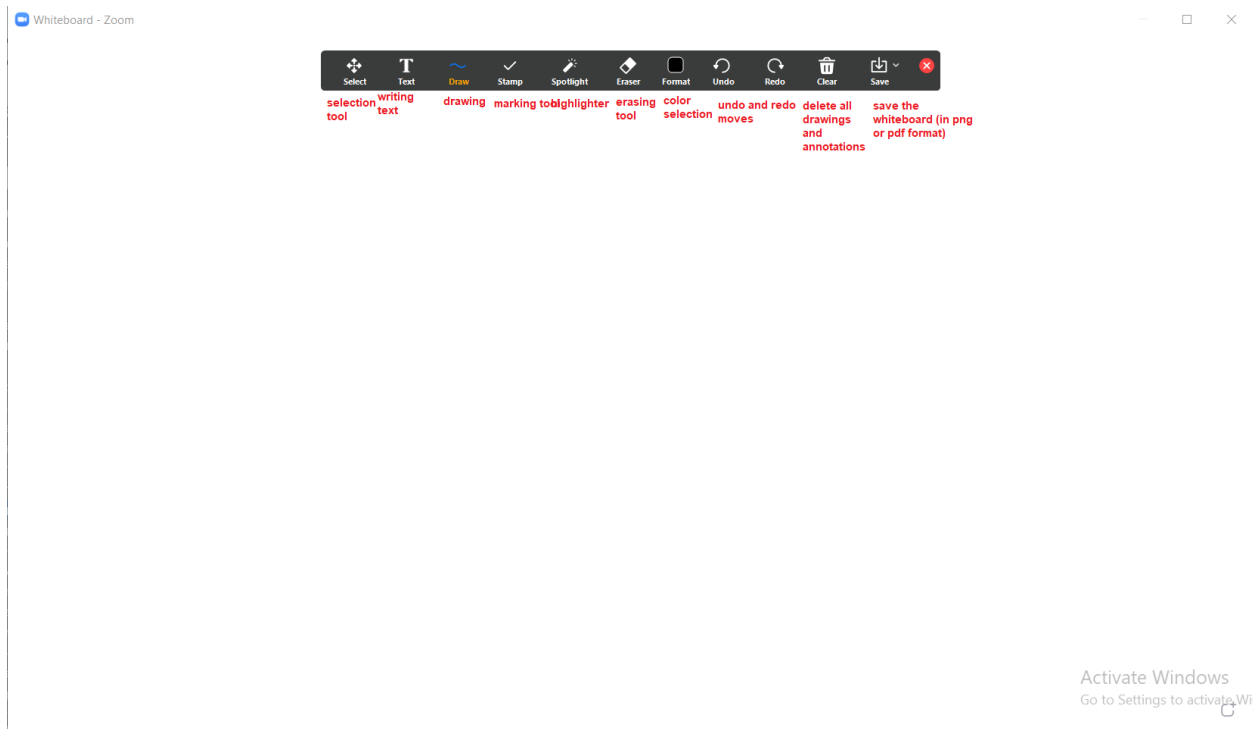 Whiteboard - Zoom
Select Text Draw Stamp Spotlight Eraser Format Undo Redo Clear Save
selection tool
writing text
drawing
marking tool
highlighter
erasing tool
color selection
undo and redo moves
delete all drawings and annotations
save the whiteboard (in png or pdf format)
Activate Windows
Go to Settings to activate Wi